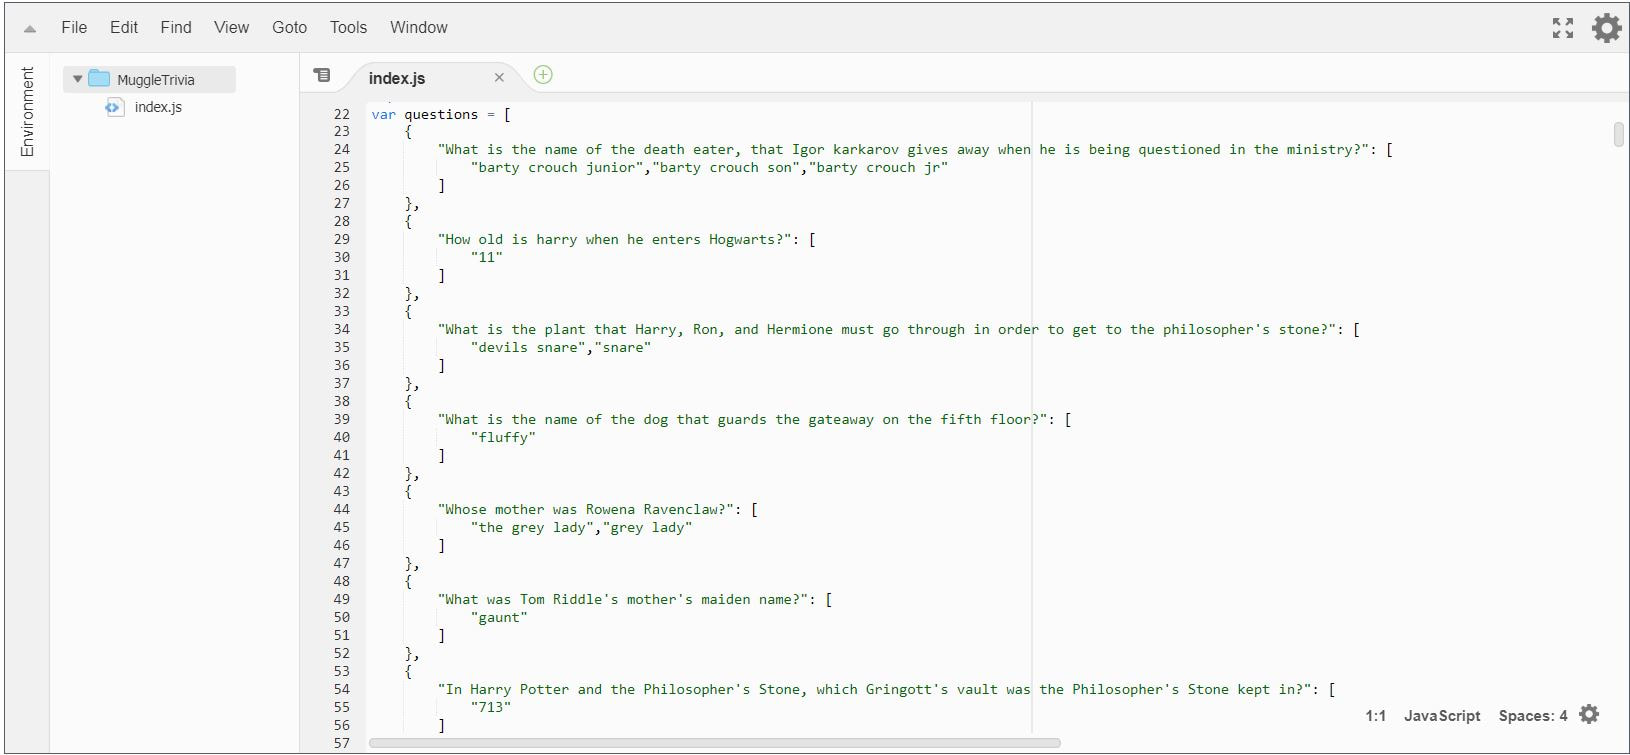 File Edit Find View Goto Tools Window
Environment
MuggleTrivia
index.js
index.js
22 var questions = [
23 {
24 "What is the name of the death eater, that Igor karkarov gives away when he is being questioned in the ministry?": [
25 "barty crouch junior","barty crouch son","barty crouch jr"
26 ]
27 },
28 {
29 "How old is harry when he enters Hogwarts?": [
30 "11"
31 ]
32 },
33 {
34 "What is the plant that Harry, Ron, and Hermione must go through in order to get to the philosopher's stone?": [
35 "devils snare","snare"
36 ]
37 },
38 {
39 "What is the name of the dog that guards the gateaway on the fifth floor?": [
40 "fluffy"
41 ]
42 },
43 {
44 "Whose mother was Rowena Ravenclaw?": [
45 "the grey lady","grey lady"
46 ]
47 },
48 {
49 "What was Tom Riddle's mother's maiden name?": [
50 "gaunt"
51 ]
52 },
53 {
54 "In Harry Potter and the Philosopher's Stone, which Gringott's vault was the Philosopher's Stone kept in?": [
55 "713"
56 ]
57
1:1 JavaScript Spaces: 4